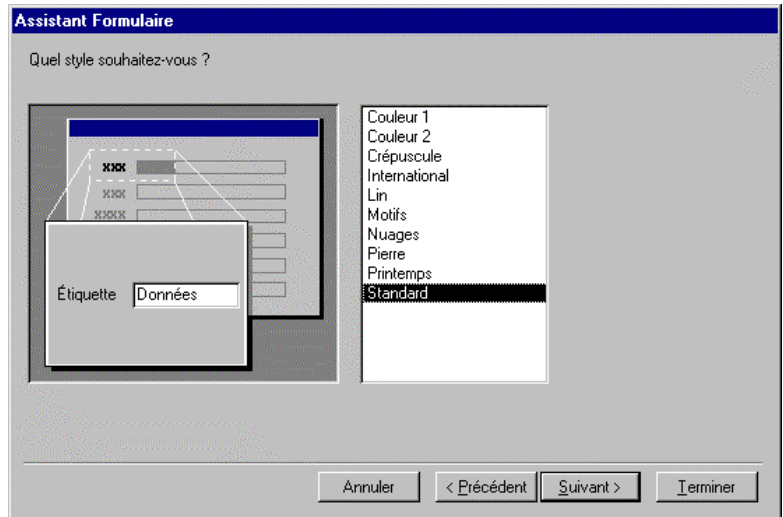 Assistant Formulaire
Quel style souhaitez-vous ?
xxx
xxx
xxxx
Étiquette
Données
Couleur 1
Couleur 2
Crépuscule
International
Lin
Motifs
Nuages
Pierre
Printemps
Standard
Annuler
< Précédent
Suivant >
Terminer